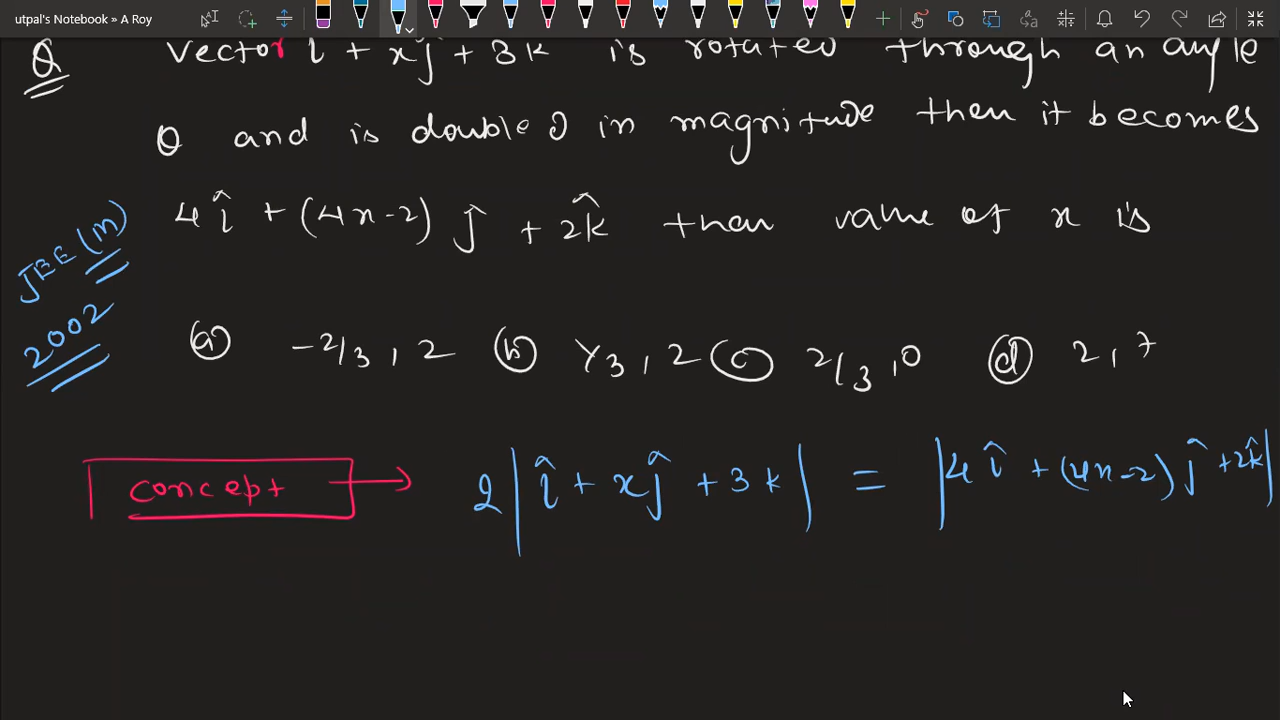 utpal's Notebook » A Roy
Q vector i + xĵ + 3k is rotated through an angle
θ and is doubled in magnitude then it becomes
4î + (4x-2) ĵ + 2k̂ then value of x is
JEE (m)
2002
(a) -2/3, 2 (b) 1/3, 2 (c) 2/3, 0 (d) 2, 7
concept → 2|î + xĵ + 3k| = |4î + (4x-2)ĵ + 2k̂|